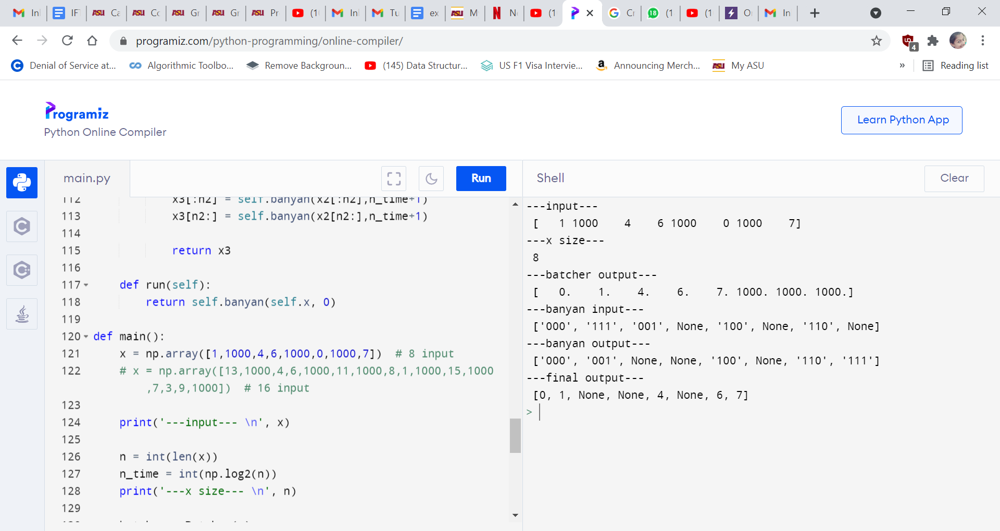 In
IF
ASU Ca
ASU Cc
ASU Gr
ASU Gr
ASU Pr
(1
In
Tu
ex
ASU M
N
(1
Cr
18 (1
(1
O
In
programiz.com/python-programming/online-compiler/
4
Denial of Service at...
Algorithmic Toolbo...
Remove Backgroun...
(145) Data Structur...
US F1 Visa Intervie...
Announcing Merch...
ASU My ASU
»
Reading list
Programiz
Python Online Compiler
Learn Python App
main.py
Run
Shell
Clear
112 x3[:n2] = self.banyan(x2[:n2],n_time+1)
113 x3[n2:] = self.banyan(x2[n2:],n_time+1)
114
115 return x3
116
117 def run(self):
118 return self.banyan(self.x, 0)
119
120 def main():
121 x = np.array([1,1000,4,6,1000,0,1000,7]) # 8 input
122 # x = np.array([13,1000,4,6,1000,11,1000,8,1,1000,15,1000
,7,3,9,1000]) # 16 input
123
124 print('---input--- \n', x)
125
126 n = int(len(x))
127 n_time = int(np.log2(n))
128 print('---x size--- \n', n)
129
---input---
[ 1 1000 4 6 1000 0 1000 7]
---x size---
8
---batcher output---
[ 0. 1. 4. 6. 7. 1000. 1000. 1000.]
---banyan input---
['000', '111', '001', None, '100', None, '110', None]
---banyan output---
['000', '001', None, None, '100', None, '110', '111']
---final output---
[0, 1, None, None, 4, None, 6, 7]
>